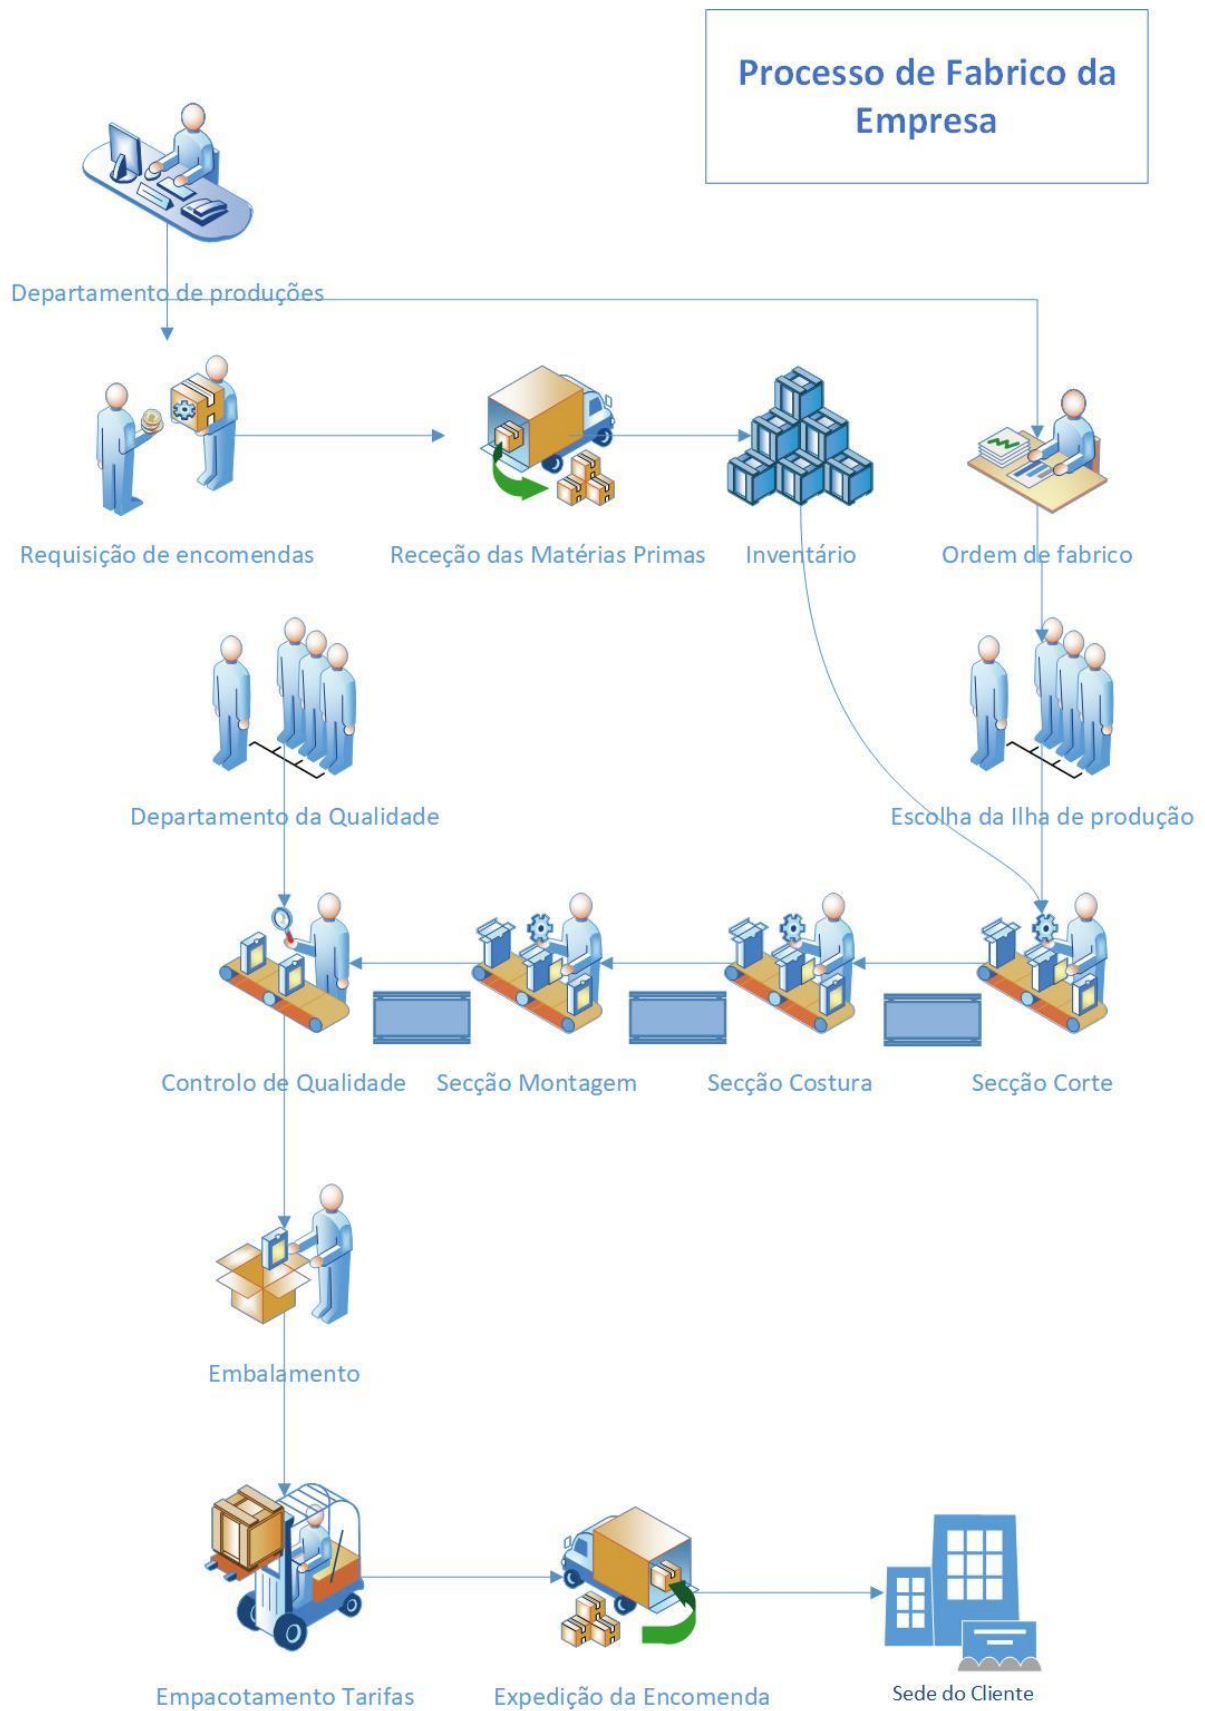 Processo de Fabrico da
Empresa
Departamento de produções
Requisição de encomendas
Receção das Matérias Primas
Inventário
Ordem de fabrico
Departamento da Qualidade
Escolha da Ilha de produção
Controlo de Qualidade
Secção Montagem
Secção Costura
Secção Corte
Embalamento
Empacotamento Tarifas
Expedição da Encomenda
Sede do Cliente